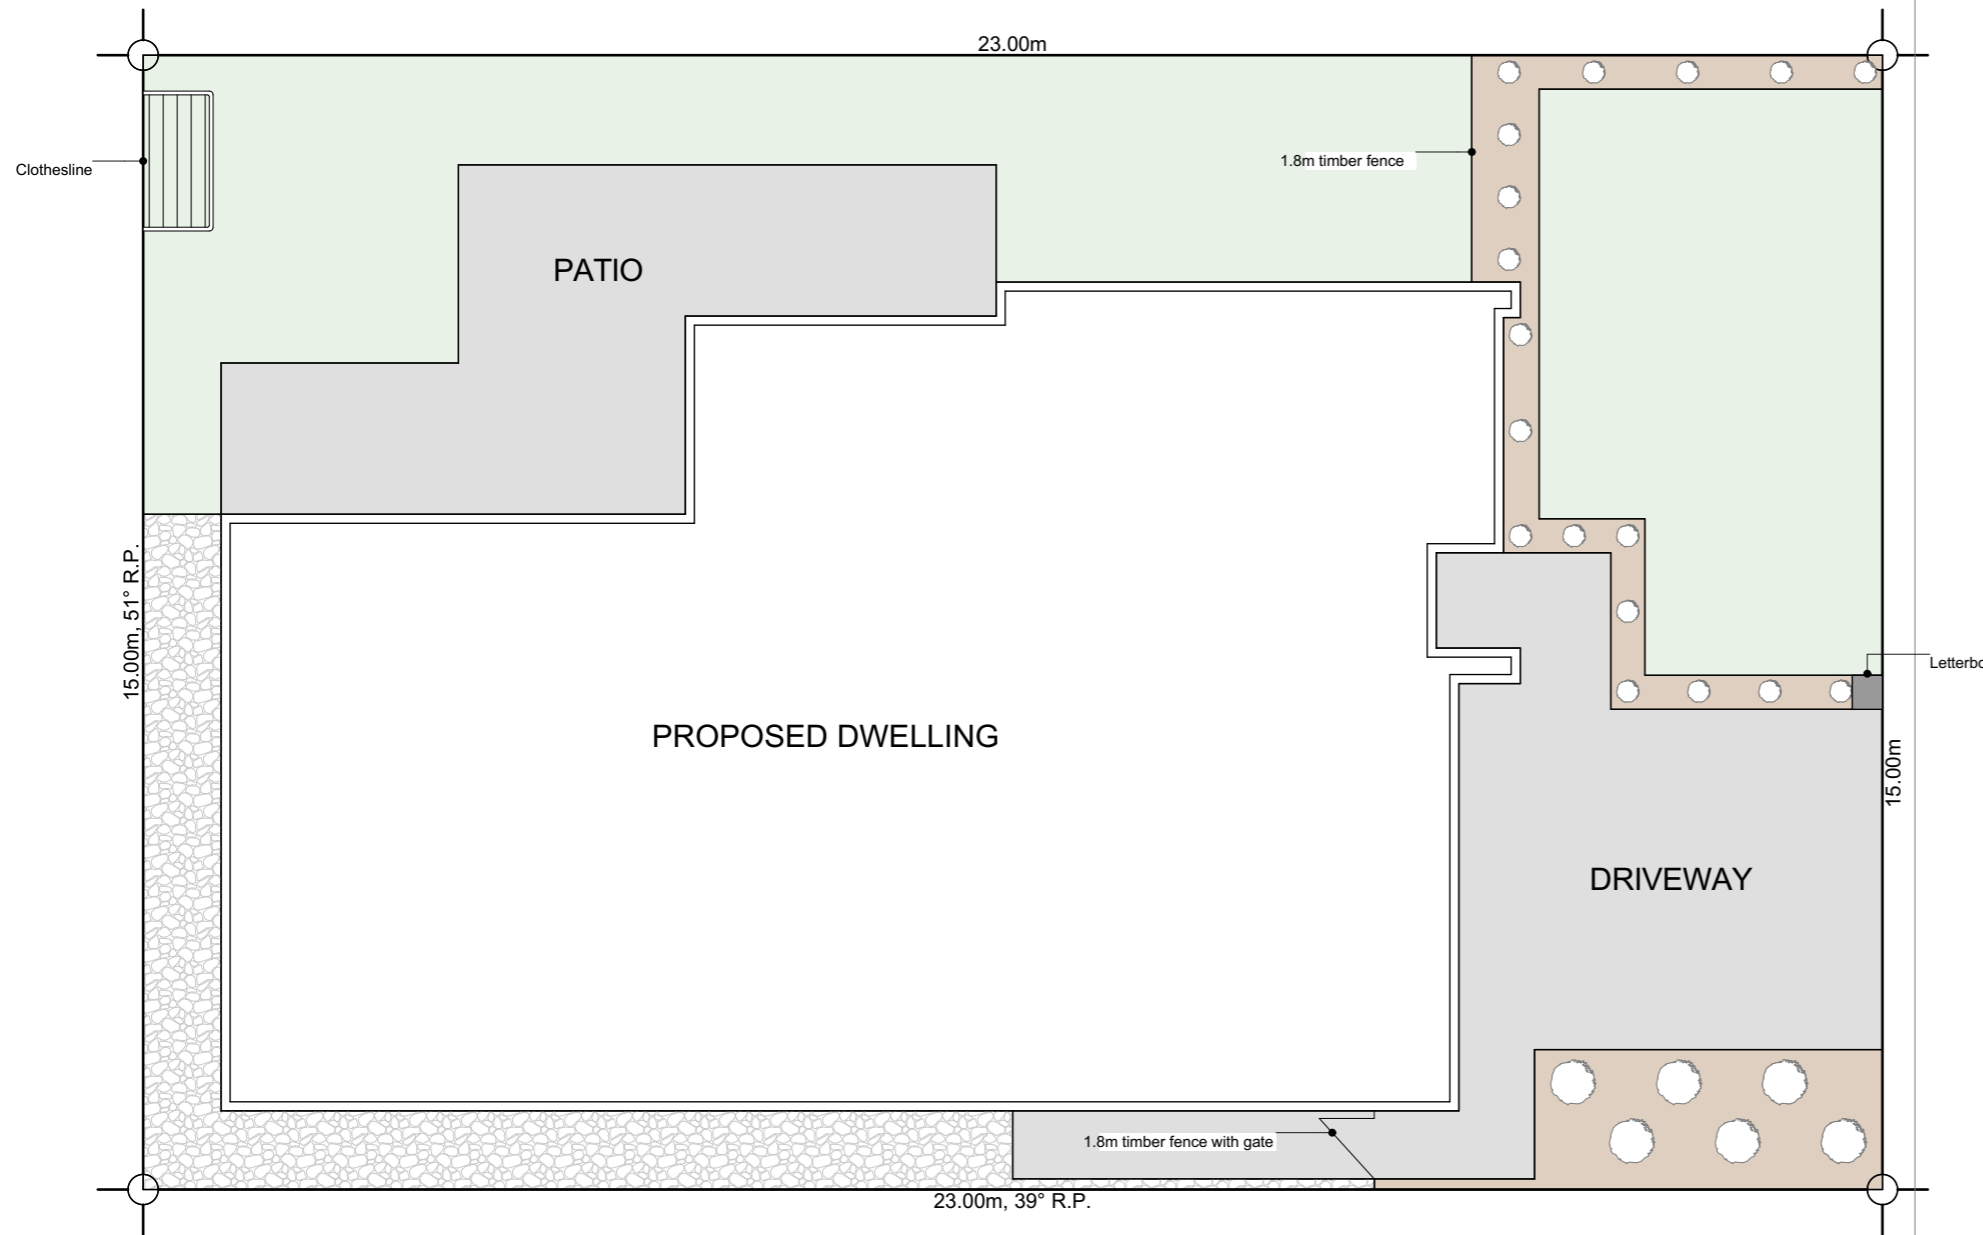 23.00m
Clothesline
1.8m timber fence
PATIO
15.00m, 51° R.P.
Letterbo
PROPOSED DWELLING
15.00m
DRIVEWAY
1.8m timber fence with gate
23.00m, 39° R.P.